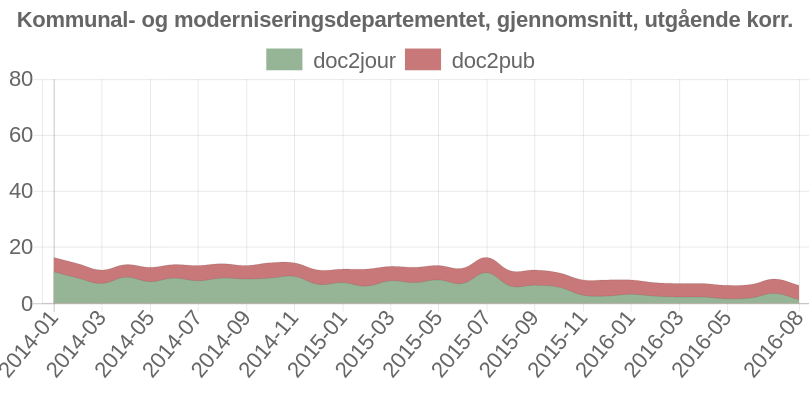 Kommunal- og moderniseringsdepartementet, gjennomsnitt, utgående korr.
doc2jour doc2pub
80
60
40
20
0
2014-01 2014-03 2014-05 2014-07 2014-09 2014-11 2015-01 2015-03 2015-05 2015-07 2015-09 2015-11 2016-01 2016-03 2016-05 2016-08